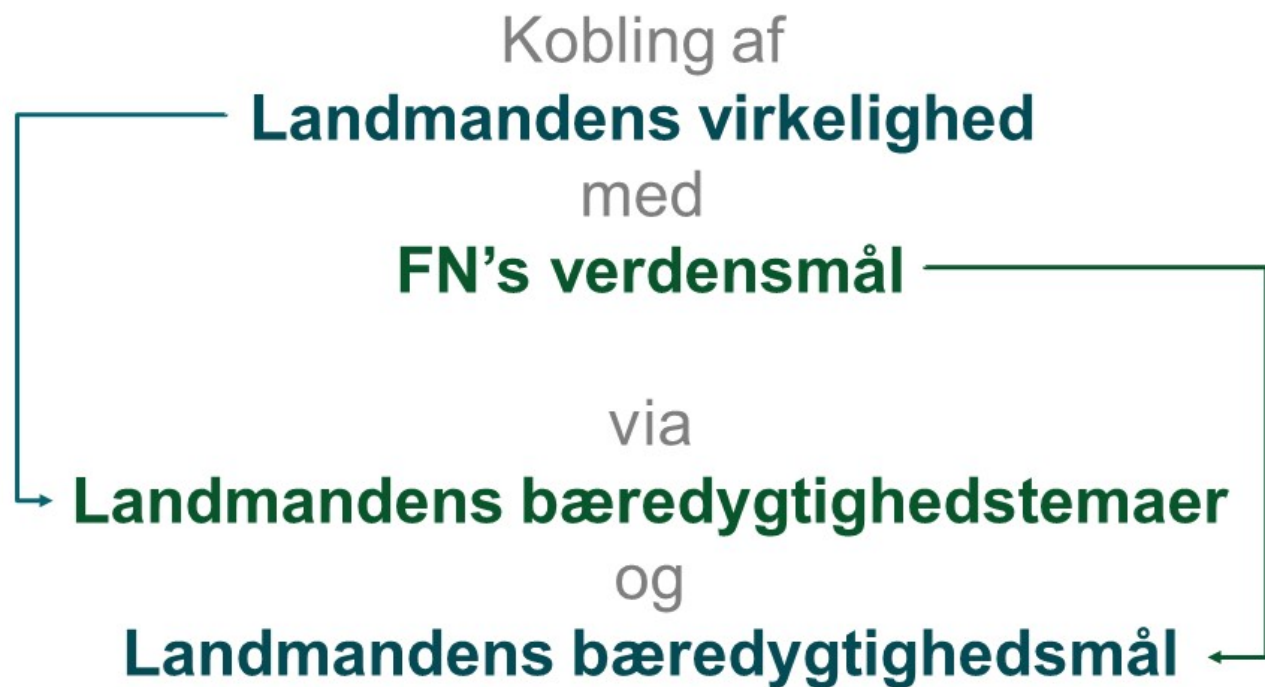 Kobling af
Landmandens virkelighed
med
FN’s verdensmål
via
Landmandens bæredygtighedstemaer
og
Landmandens bæredygtighedsmål